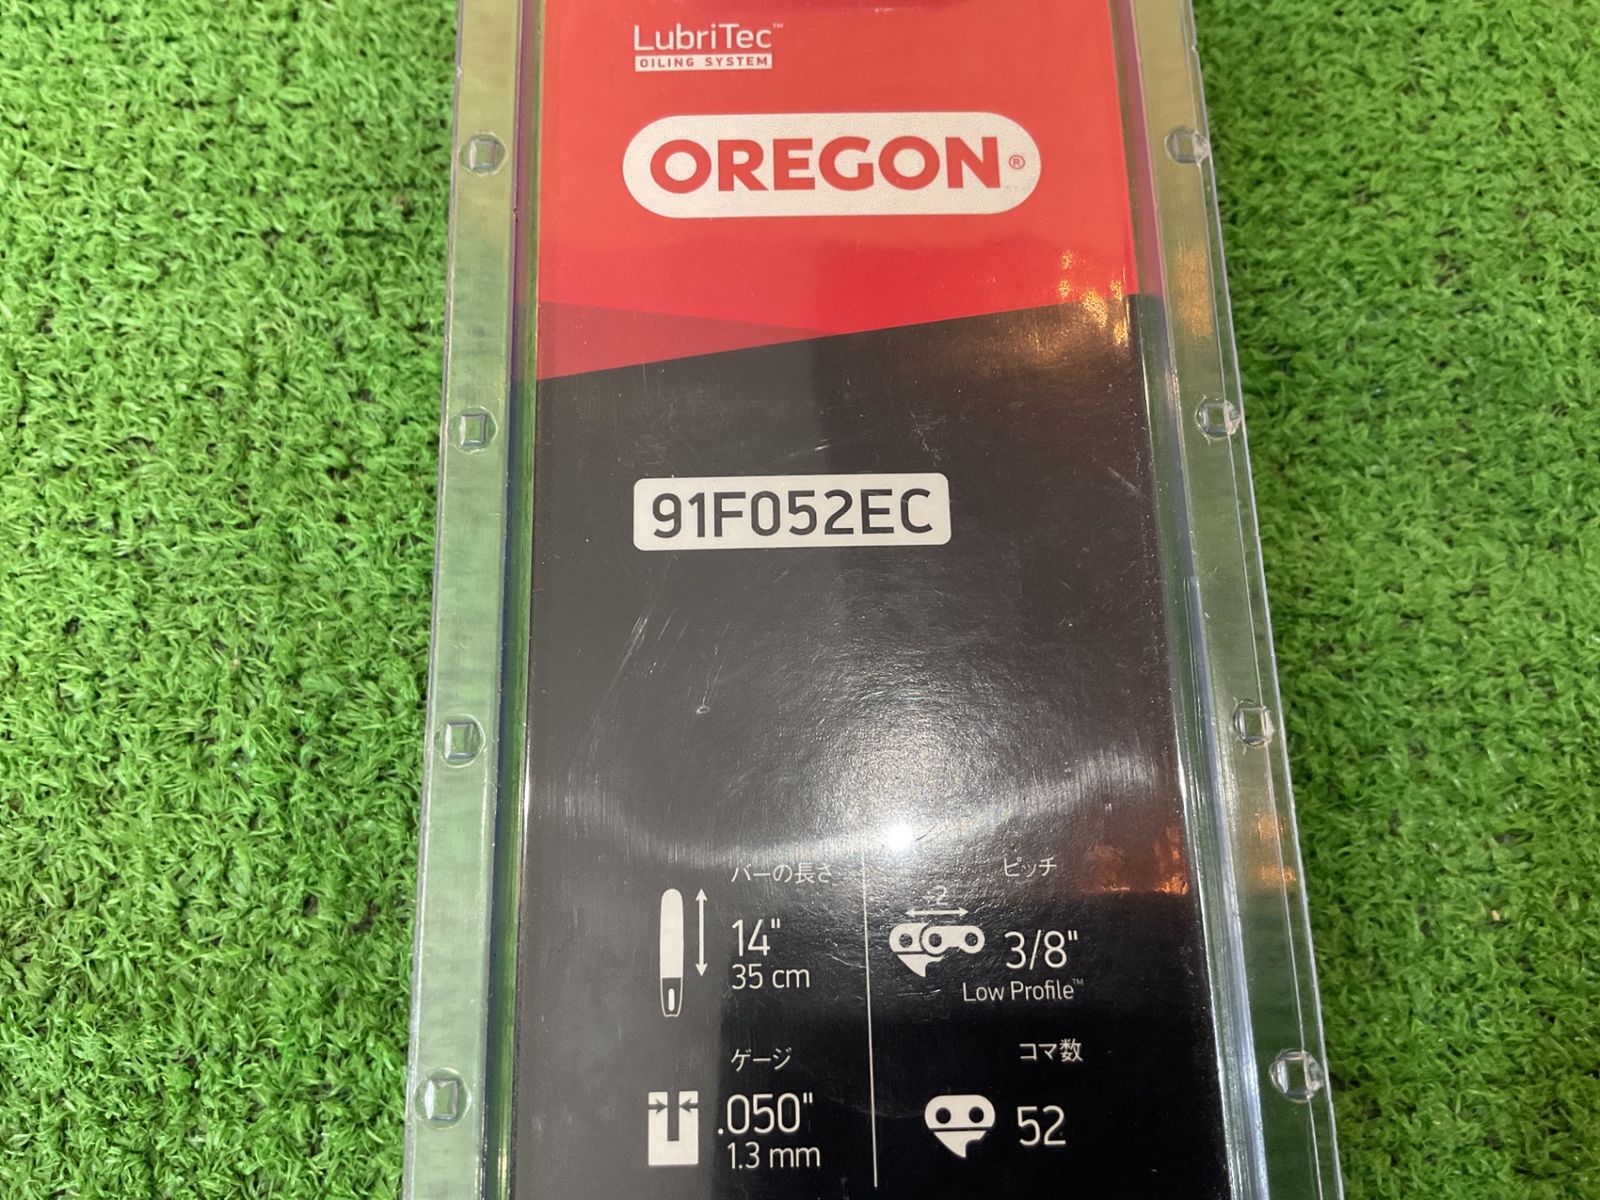 LubriTec™
OILING SYSTEM
OREGON®
91F052EC
バーの長さ
14"
35 cm
ピッチ
2
3/8"
Low Profile™
ゲージ
.050"
1.3 mm
コマ数
52